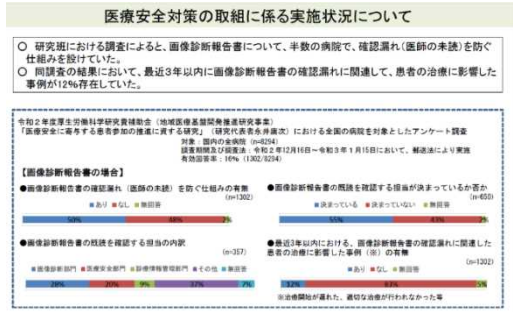 医療安全対策の取組に係る実施状況について
○ 研究班における調査によると、画像診断報告書について、半数の病院で、確認漏れ（医師の未読）を防ぐ
仕組みを設けていた。
○ 同調査の結果において、最近３年以内に画像診断報告書の確認漏れに関連して、患者の治療に影響した
事例が12%存在していた。
令和２年度厚生労働科学研究費補助金（地域医療基盤開発推進研究事業）
「医療安全に寄与する患者参加の推進に資する研究」（研究代表者永井庸次）における全国の病院を対象としたアンケート調査
対象：国内の全病院（n=8294）
調査期間及び調査法：令和２年12月16日～令和３年１月15日において、郵送法により実施
有効回答率：16%（1302/8294）
【画像診断報告書の場合】
●画像診断報告書の確認漏れ（医師の未読）を防ぐ仕組みの有無
(n=1302)
■あり ■なし ■無回答
50% 48% 2%
●画像診断報告書の既読を確認する担当が決まっているか否か
(n=650)
■決まっている ■決まっていない ■無回答
55% 43% 2%
●画像診断報告書の既読を確認する担当の内訳
(n=357)
■画像診断部門 ■医療安全部門 ■診療情報管理部門 ■その他 ■無回答
28% 20% 9% 37% 7%
●最近３年以内における、画像診断報告書の確認漏れに関連した
患者の治療に影響した事例（※）の有無
(n=1302)
■あり ■なし ■無回答
12% 83% 5%
※治療開始が遅れた、適切な治療が行われなかった等